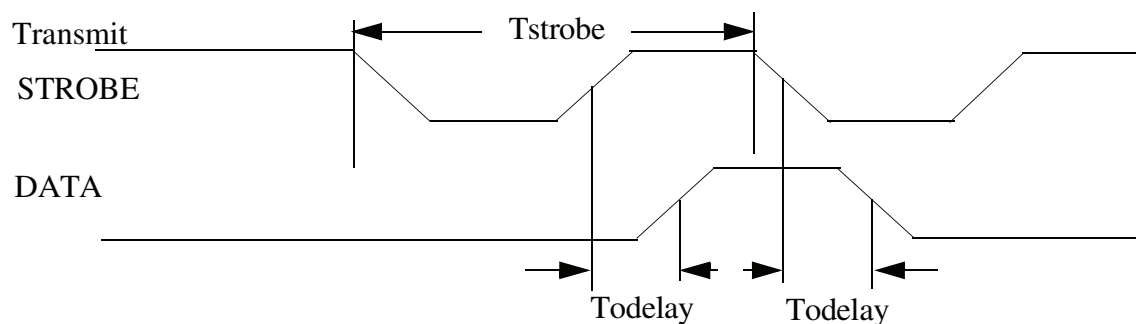 Tstrobe
Transmit
STROBE
DATA
Todelay Todelay